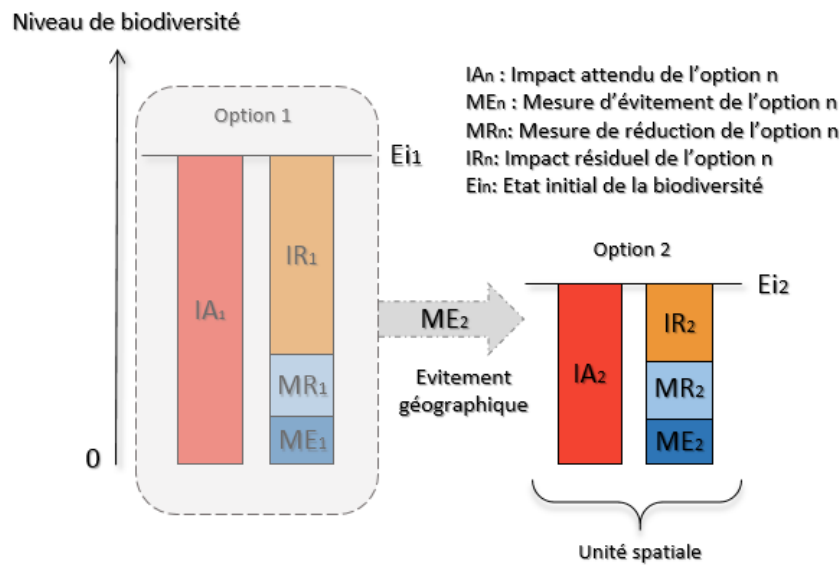 Niveau de biodiversité
IAn : Impact attendu de l'option n
MEn : Mesure d'évitement de l'option n
MRn: Mesure de réduction de l'option n
IRn: Impact résiduel de l'option n
Ein: Etat initial de la biodiversité
Option 1
Ei1
IA1
IR1
MR1
ME1
0
ME2
Evitement
géographique
Option 2
Ei2
IA2
IR2
MR2
ME2
Unité spatiale